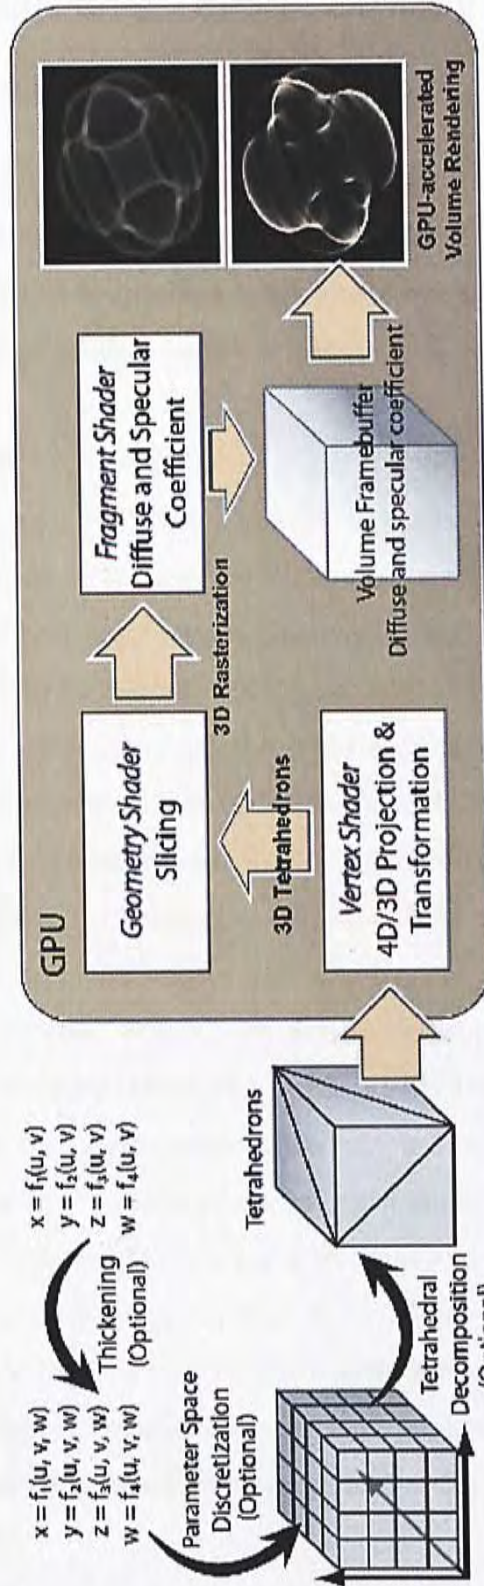 x = f₁(u, v, w)
y = f₂(u, v, w)
z = f₃(u, v, w)
w = f₄(u, v, w)
Thickening
(Optional)
x = f₁(u, v)
y = f₂(u, v)
z = f₃(u, v)
w = f₄(u, v)
Parameter Space
Discretization
(Optional)
Tetrahedral
Decomposition
(Optional)
Tetrahedrons
GPU
Geometry Shader
Slicing
3D Tetrahedrons
Vertex Shader
4D/3D Projection &
Transformation
3D Rasterization
Fragment Shader
Diffuse and Specular
Coefficient
Volume Framebuffer
Diffuse and specular coefficient
GPU-accelerated
Volume Rendering